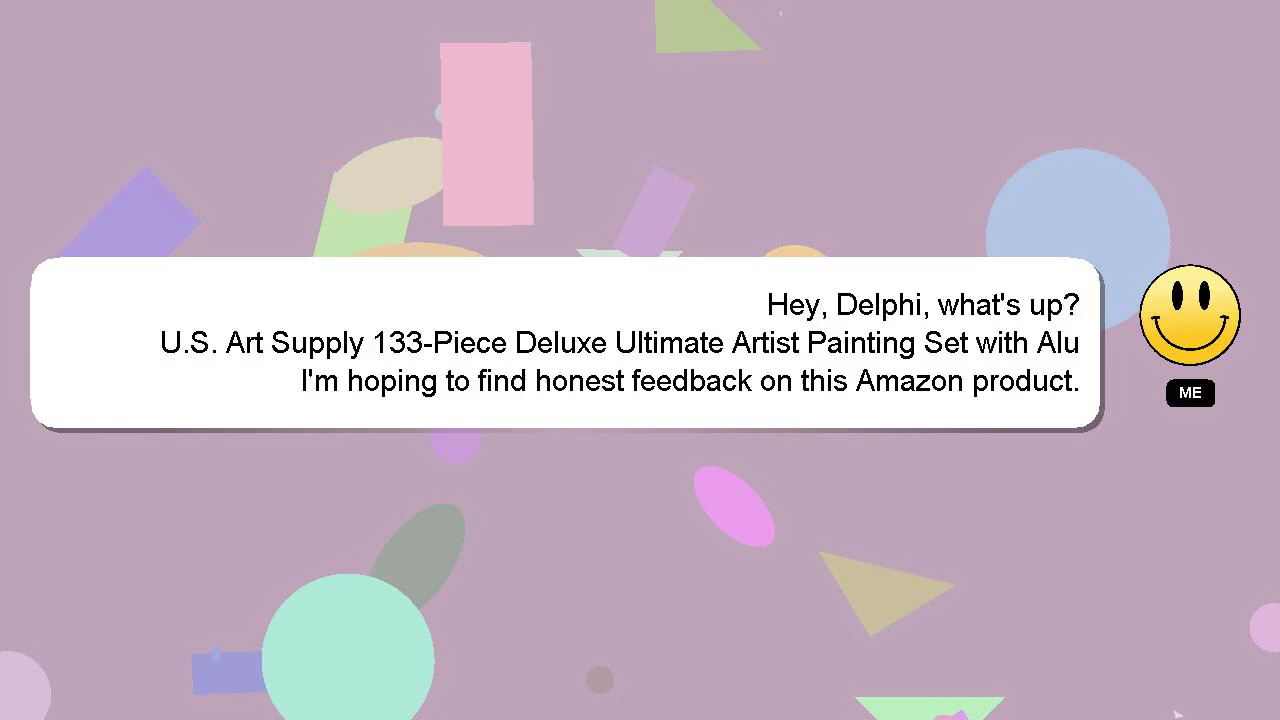 Hey, Delphi, what's up?
U.S. Art Supply 133-Piece Deluxe Ultimate Artist Painting Set with Alu
I'm hoping to find honest feedback on this Amazon product.
ME